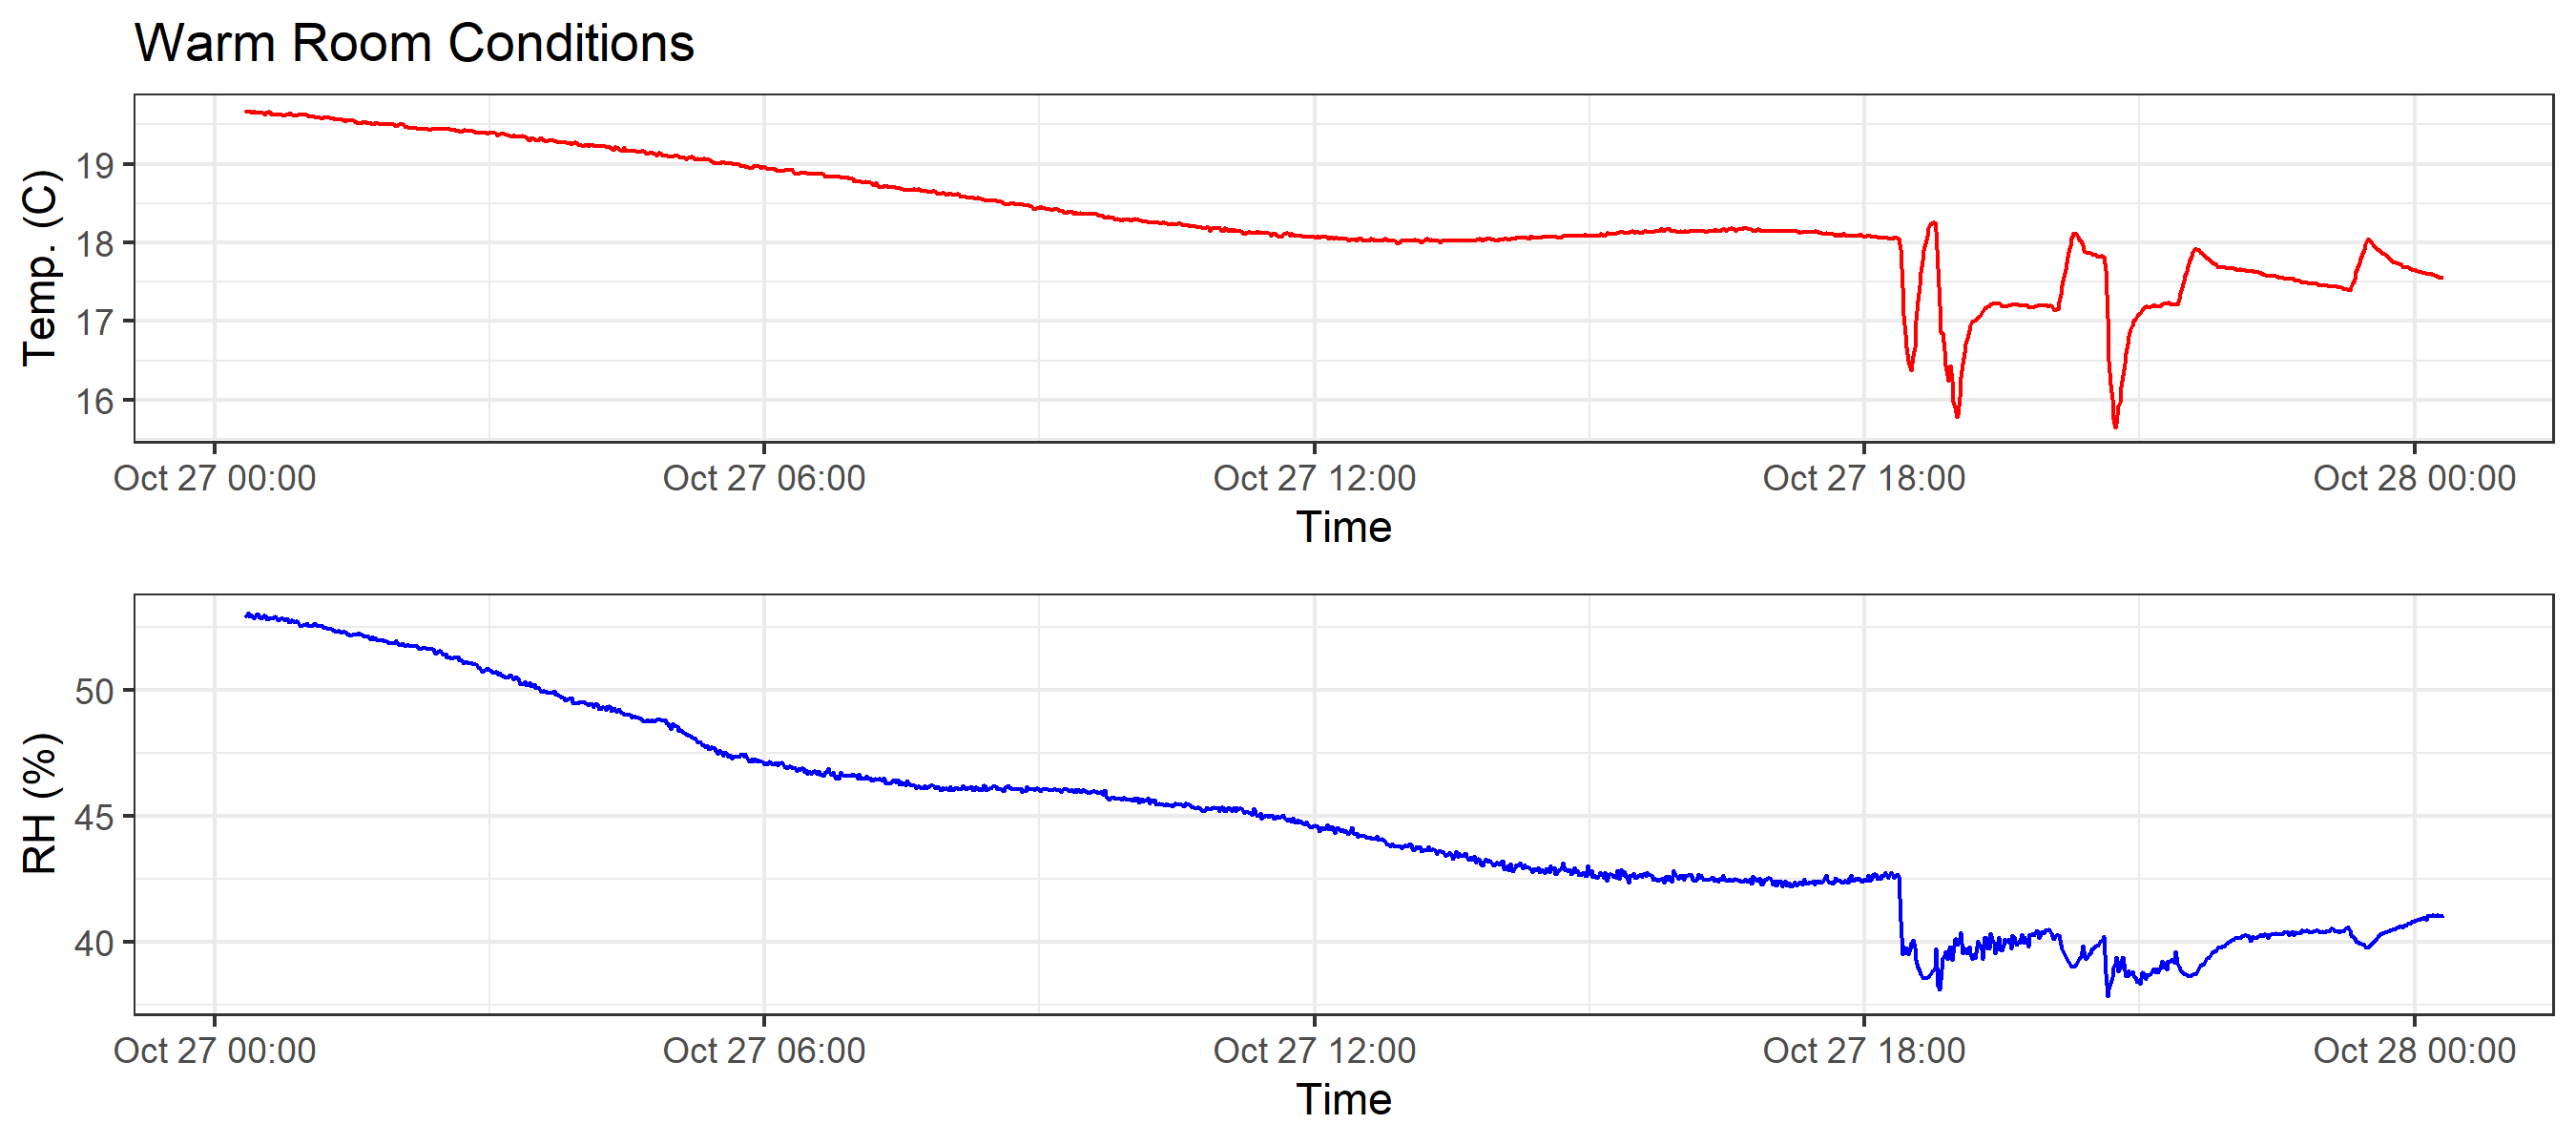 Warm Room Conditions
Temp. (C)
19
18
17
16
Oct 27 00:00 Oct 27 06:00 Oct 27 12:00 Oct 27 18:00 Oct 28 00:00
Time
RH (%)
50
45
40
Oct 27 00:00 Oct 27 06:00 Oct 27 12:00 Oct 27 18:00 Oct 28 00:00
Time